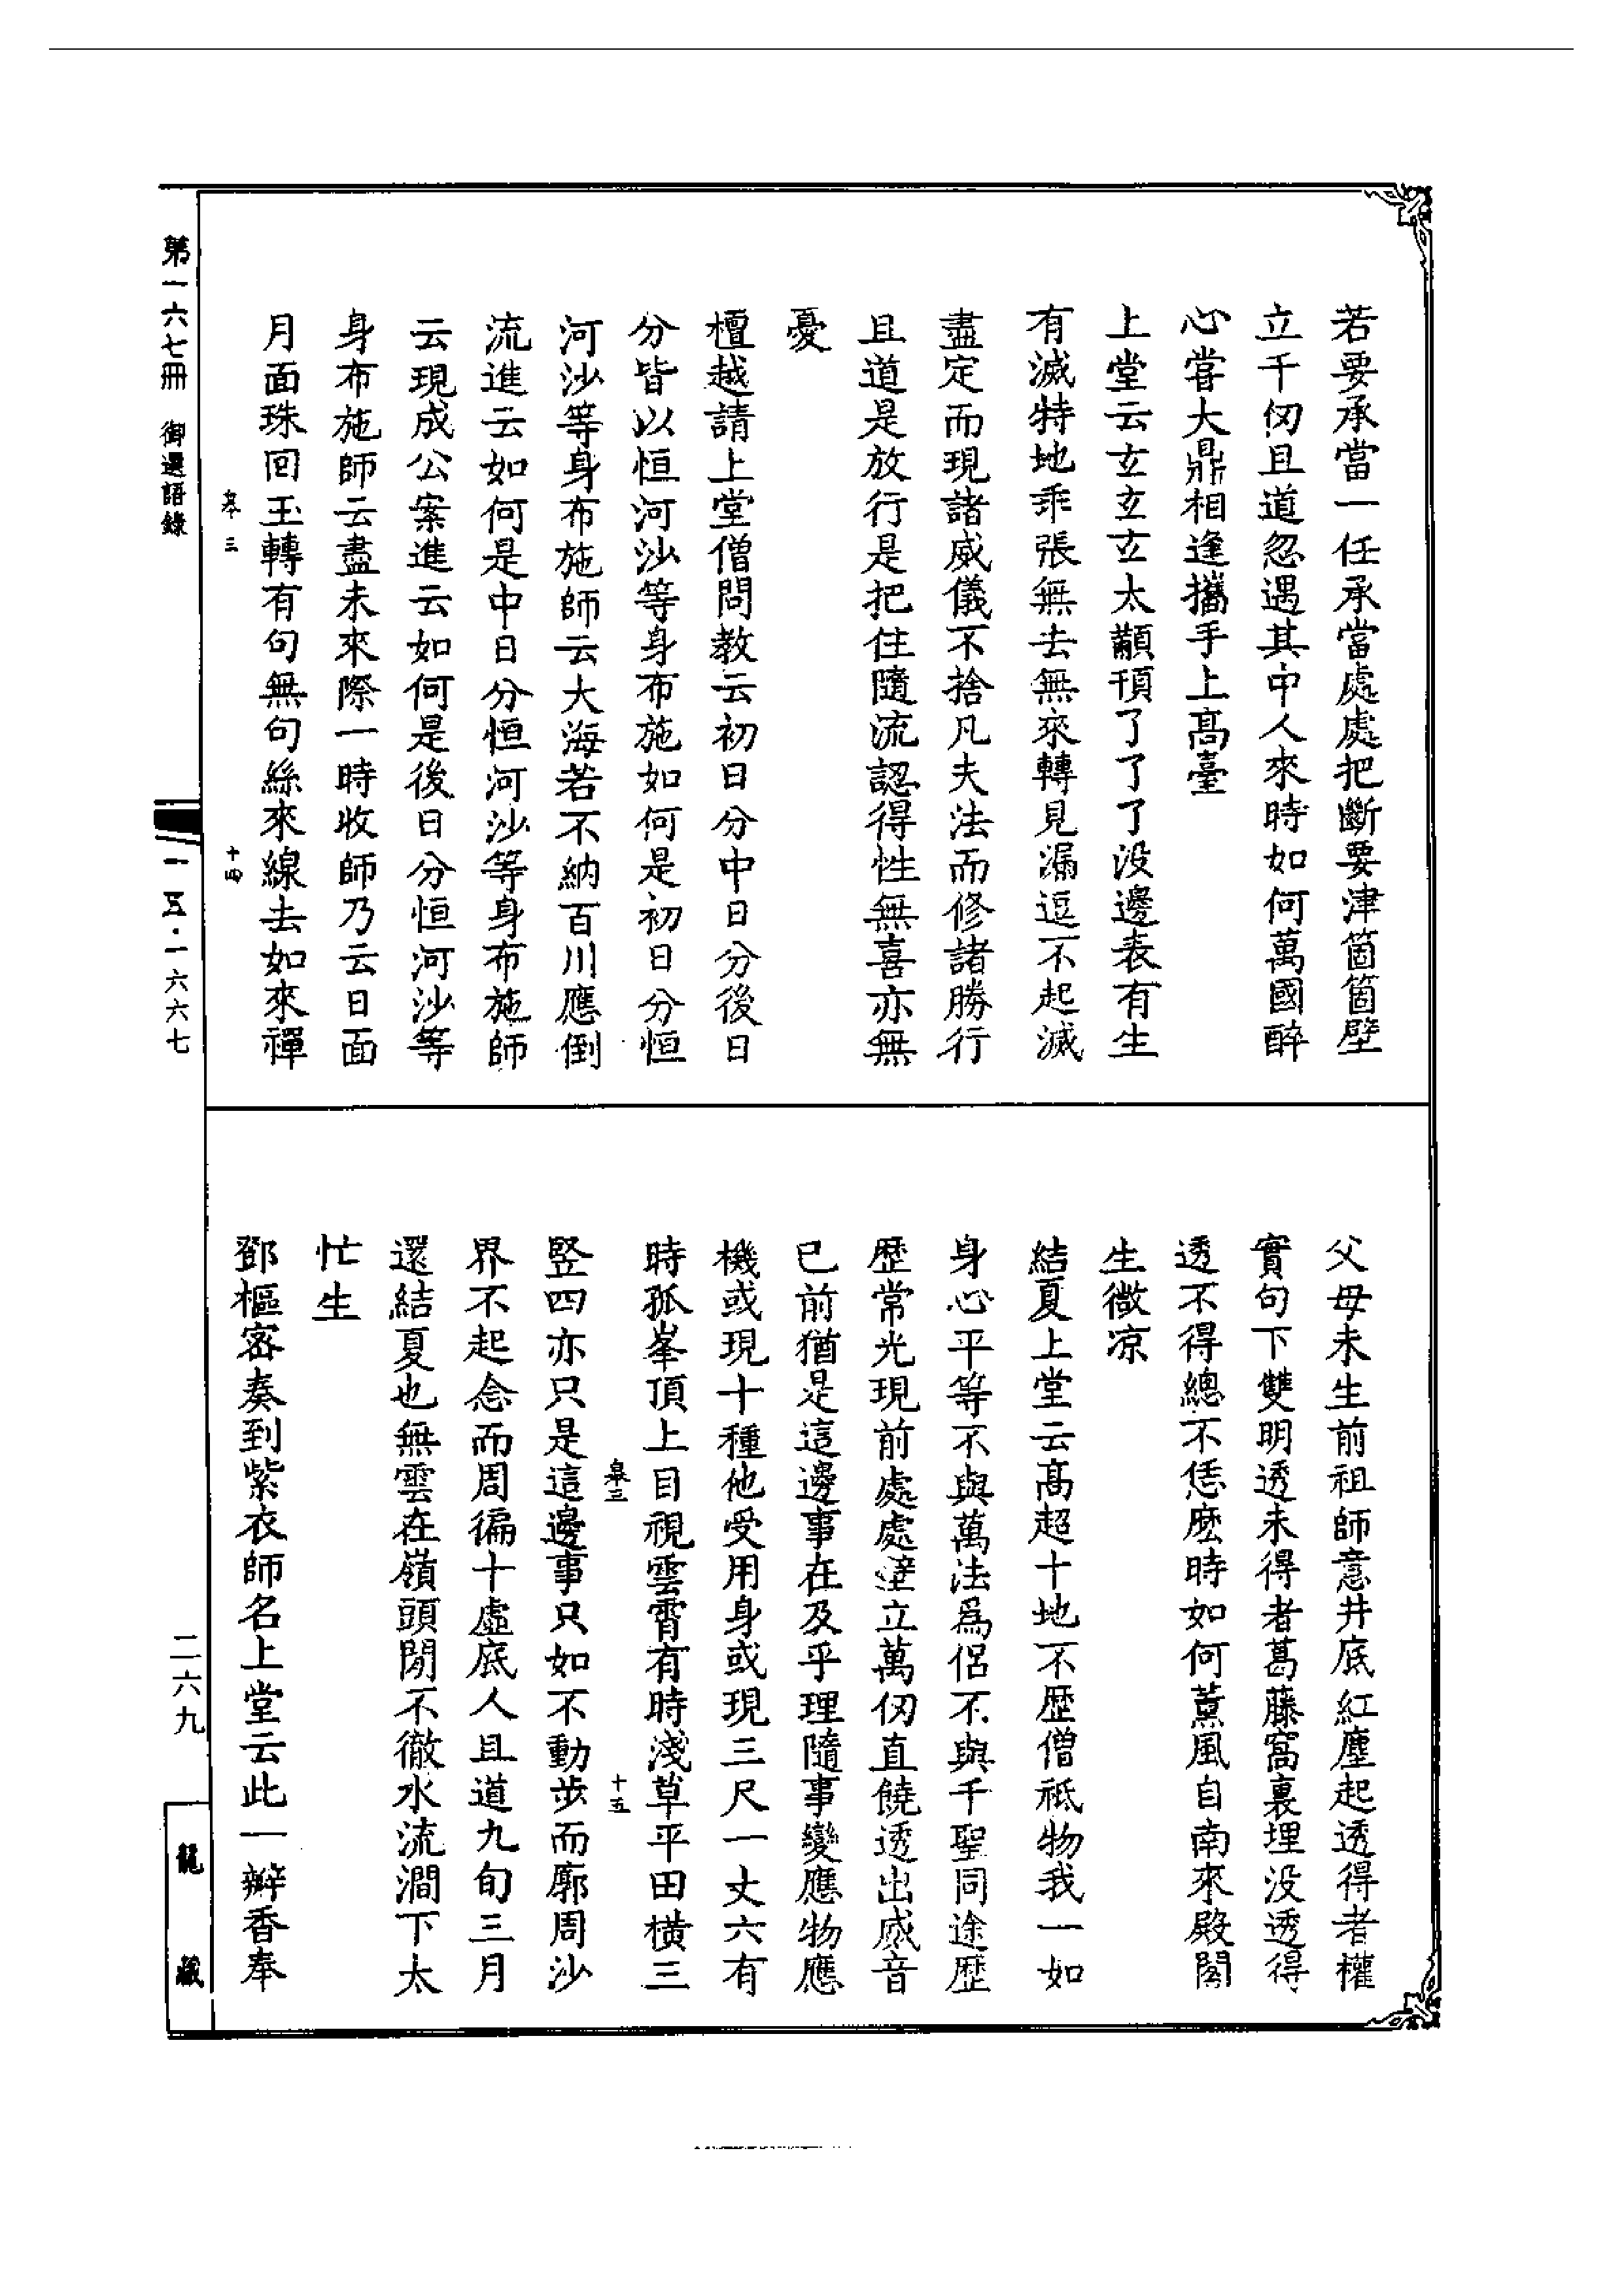 若要承當一任承當處處把斷要津箇箇壁
立千仞且道忽遇其中人來時如何萬國醉
心甞大鼎相逢攜手上高臺
上堂云玄玄玄太顢頇了了了没邊表有生
有滅特地乖張無去無來轉見漏逗不起滅
盡定而現諸威儀不捨凡夫法而修諸勝行
且道是放行是把住隨流認得性無喜亦無
憂
檀越請上堂僧問教云初日分中日分後日
分皆以恒河沙等身布施如何是初日分恒
河沙等身布施師云大海若不納百川應倒
流進云如何是中日分恒河沙等身布施師
云現成公案進云如何是後日分恒河沙等
身布施師云盡未來際一時收師乃云日面
月面珠回玉轉有句無句絲來線去如來禪
三 十四
父母未生前祖師意井底紅塵起透得者權
實句下雙明透未得者葛藤窩裏埋没透得
透不得總不恁麽時如何薰風自南來殿閣
生微凉
結夏上堂云高超十地不歷僧祇物我一如
身心平等不與萬法爲侣不與千聖同途歷
歷常光現前處處壁立萬仞直饒透出威音
已前猶是這邊事在及乎理隨事變應物應
機或現十種他受用身或現三尺一丈六有
時孤峯頂上目視雲霄有時淺草平田橫三
三 十五
竪四亦只是這邊事只如不動步而廓周沙
界不起念而周徧十虛底人且道九旬三月
還結夏也無雲在嶺頭閒不徹水流澗下太
忙生
鄧樞密奏到紫衣師名上堂云此一瓣香奉
第一六七冊 御選語錄
一五·一六六七
二六九
龍藏